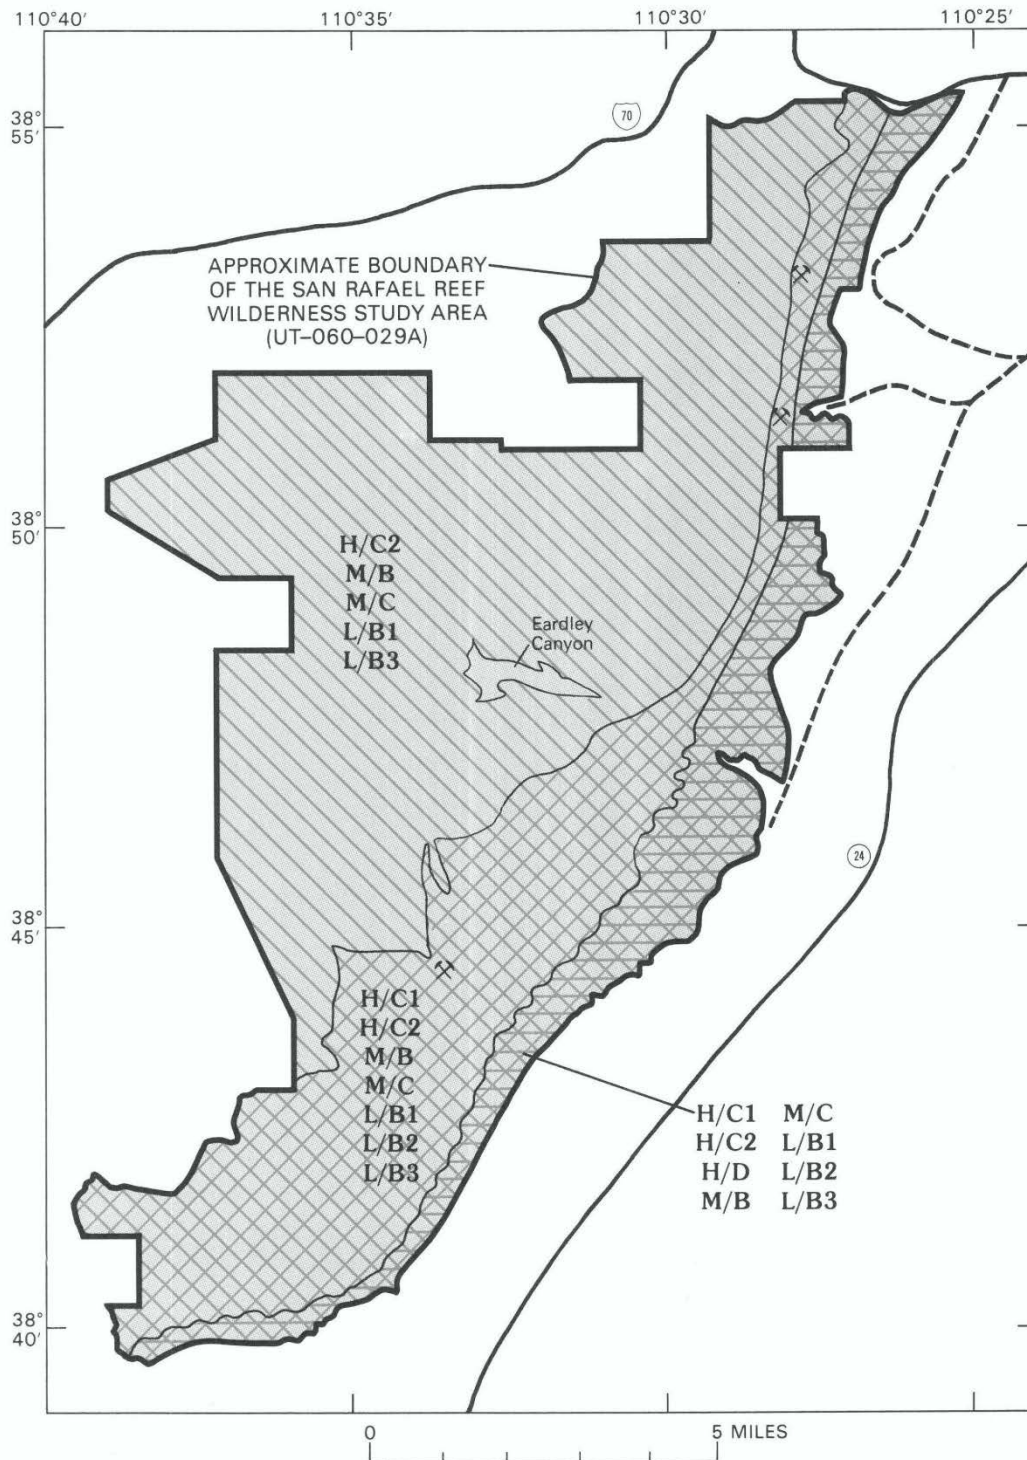 110°40′
110°35′
110°30′
110°25′
38°
55′
70
APPROXIMATE BOUNDARY
OF THE SAN RAFAEL REEF
WILDERNESS STUDY AREA
(UT–060–029A)
38°
50′
H/C2
M/B
M/C
L/B1
L/B3
Eardley
Canyon
24
38°
45′
H/C1
H/C2
M/B
M/C
L/B1
L/B2
L/B3
H/C1 M/C
H/C2 L/B1
H/D L/B2
M/B L/B3
38°
40′
0 5 MILES